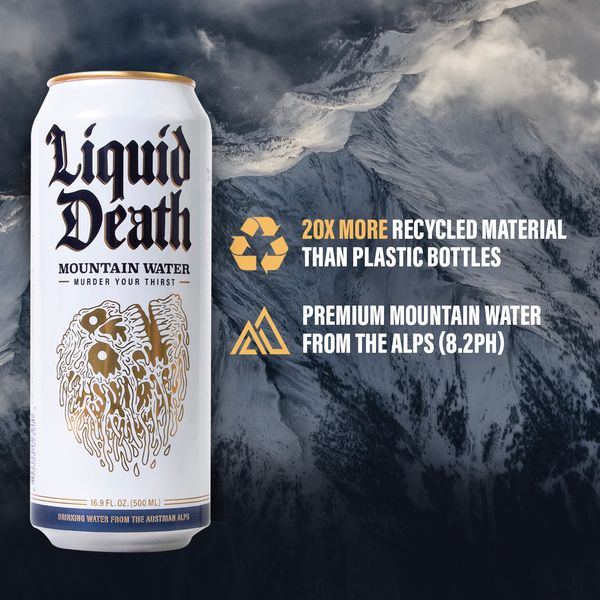 Liquid
Death
MOUNTAIN WATER
MURDER YOUR THIRST
16.9 FL. OZ. (500 ML)
DRINKING WATER FROM THE AUSTRIAN ALPS
20X MORE RECYCLED MATERIAL
THAN PLASTIC BOTTLES
PREMIUM MOUNTAIN WATER
FROM THE ALPS (8.2PH)